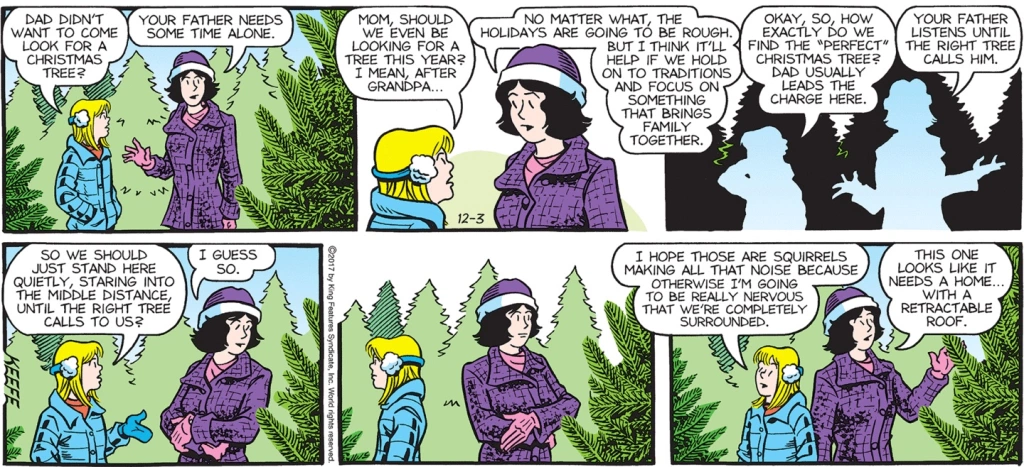 DAD DIDN'T
WANT TO COME
LOOK FOR A
CHRISTMAS
TREE?
YOUR FATHER NEEDS
SOME TIME ALONE.
MOM, SHOULD
WE EVEN BE
LOOKING FOR A
TREE THIS YEAR?
I MEAN, AFTER
GRANDPA...
NO MATTER WHAT, THE
HOLIDAYS ARE GOING TO BE ROUGH.
BUT I THINK IT'LL
HELP IF WE HOLD
ON TO TRADITIONS
AND FOCUS ON
SOMETHING
THAT BRINGS
FAMILY
TOGETHER.
12-3
OKAY, SO, HOW
EXACTLY DO WE
FIND THE "PERFECT"
CHRISTMAS TREE?
DAD USUALLY
LEADS THE
CHARGE HERE.
YOUR FATHER
LISTENS UNTIL
THE RIGHT TREE
CALLS HIM.
SO WE SHOULD
JUST STAND HERE
QUIETLY, STARING INTO
THE MIDDLE DISTANCE,
UNTIL THE RIGHT TREE
CALLS TO US?
I GUESS
SO.
©2017 by King Features Syndicate, Inc. World rights reserved.
I HOPE THOSE ARE SQUIRRELS
MAKING ALL THAT NOISE BECAUSE
OTHERWISE I'M GOING
TO BE REALLY NERVOUS
THAT WE'RE COMPLETELY
SURROUNDED.
THIS ONE
LOOKS LIKE IT
NEEDS A HOME...
WITH A
RETRACTABLE
ROOF.